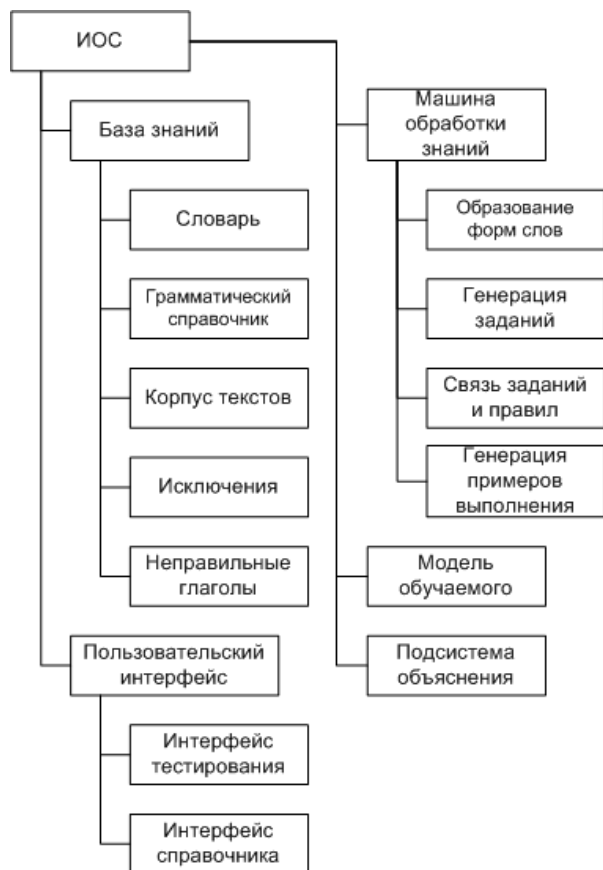 ИОС
База знаний
Словарь
Грамматический
справочник
Корпус текстов
Исключения
Неправильные
глаголы
Пользовательский
интерфейс
Интерфейс
тестирования
Интерфейс
справочника
Машина
обработки
знаний
Образование
форм слов
Генерация
заданий
Связь заданий
и правил
Генерация
примеров
выполнения
Модель
обучаемого
Подсистема
объяснения